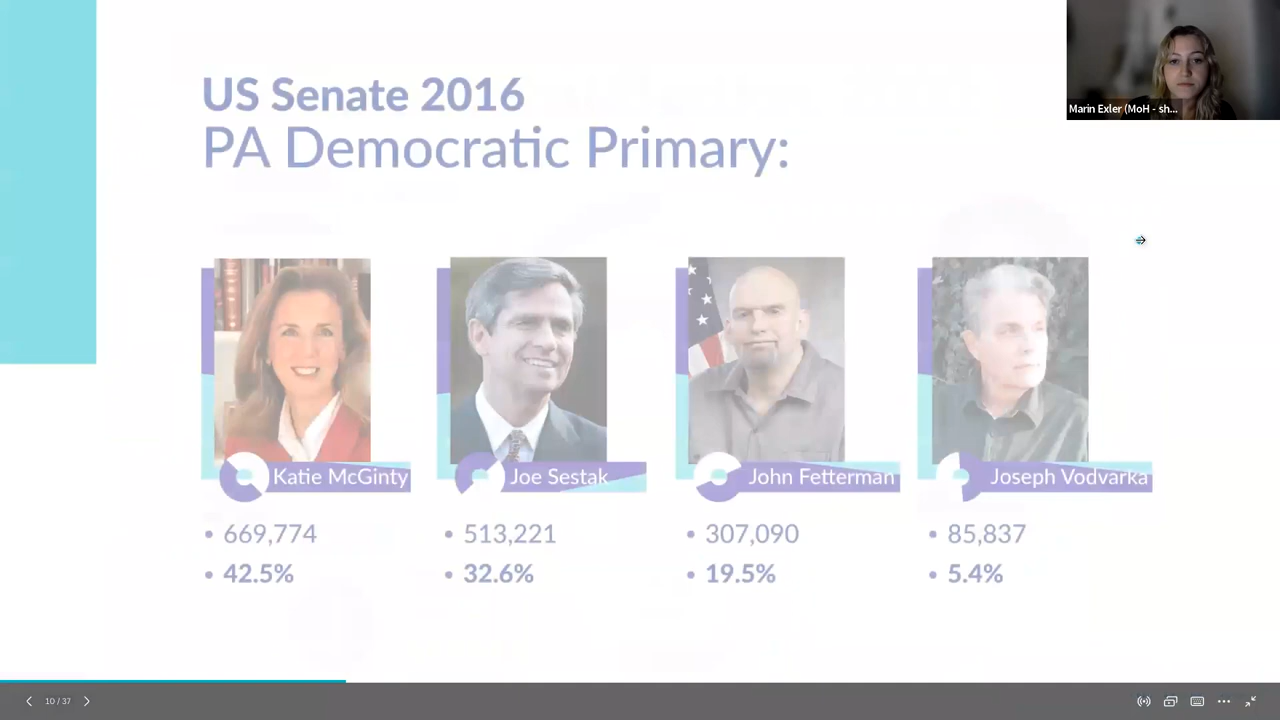 US Senate 2016
PA Democratic Primary:
Marin Exler (MoH - sh...
Katie McGinty
Joe Sestak
John Fetterman
Joseph Vodvarka
• 669,774
• 42.5%
• 513,221
• 32.6%
• 307,090
• 19.5%
• 85,837
• 5.4%
10 / 37